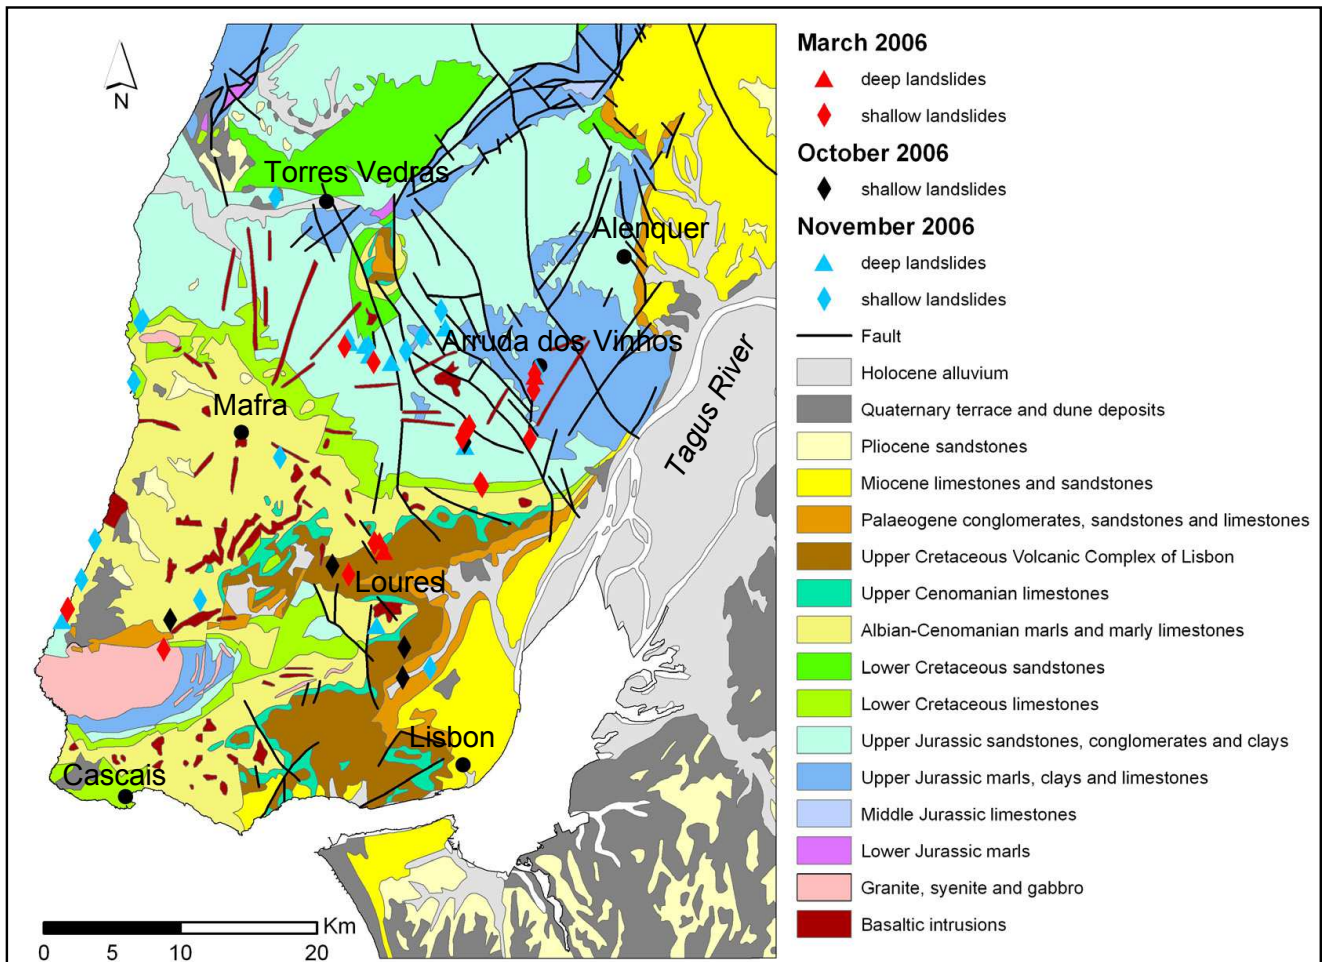 N
Torres Vedras
Alenquer
Arruda dos Vinhos
Mafra
Tagus River
Loures
Lisbon
Cascais
0 5 10 20 Km
March 2006
deep landslides
shallow landslides
October 2006
shallow landslides
November 2006
deep landslides
shallow landslides
Fault
Holocene alluvium
Quaternary terrace and dune deposits
Pliocene sandstones
Miocene limestones and sandstones
Palaeogene conglomerates, sandstones and limestones
Upper Cretaceous Volcanic Complex of Lisbon
Upper Cenomanian limestones
Albian-Cenomanian marls and marly limestones
Lower Cretaceous sandstones
Lower Cretaceous limestones
Upper Jurassic sandstones, conglomerates and clays
Upper Jurassic marls, clays and limestones
Middle Jurassic limestones
Lower Jurassic marls
Granite, syenite and gabbro
Basaltic intrusions